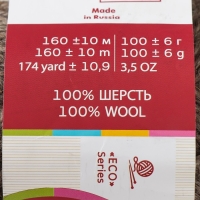 Made
in Russia
160 ±10 м 100 ± 6 г
160 ± 10 m 100 ± 6 g
174 yard ± 10,9 3,5 OZ
100% ШЕРСТЬ
100% WOOL
*ECO*
Series